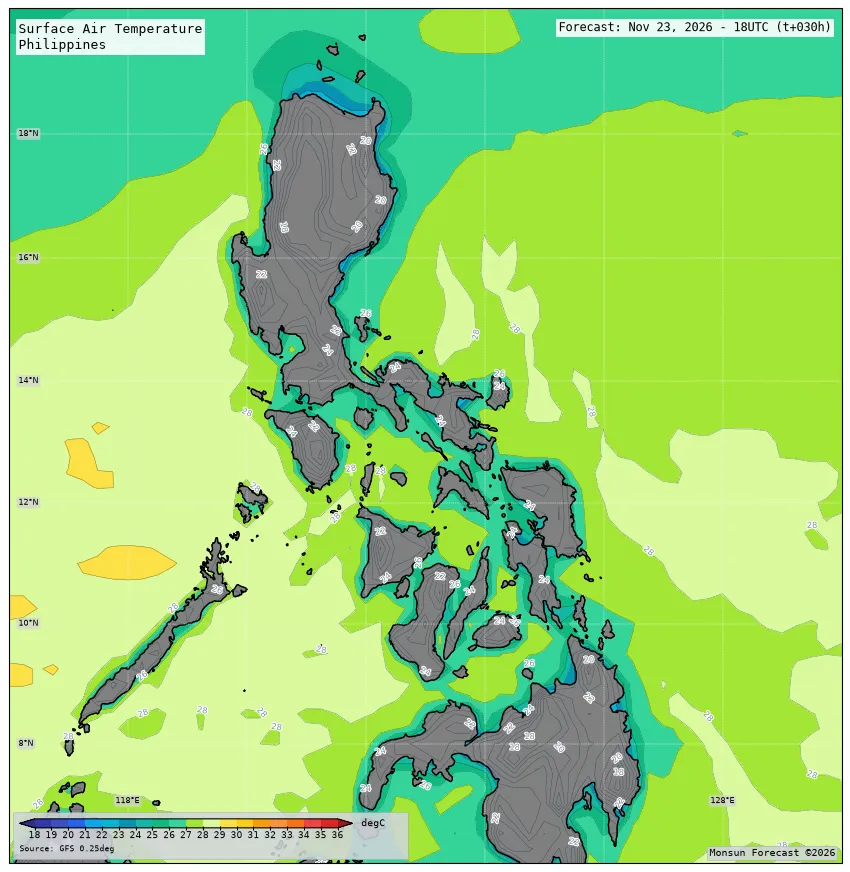 Surface Air Temperature
Philippines
Forecast: Nov 23, 2026 - 18UTC (t+030h)
18°N
16°N
14°N
12°N
10°N
8°N
118°E
128°E
degC
18 19 20 21 22 23 24 25 26 27 28 29 30 31 32 33 34 35 36
Source: GFS 0.25deg
Monsun Forecast ©2026